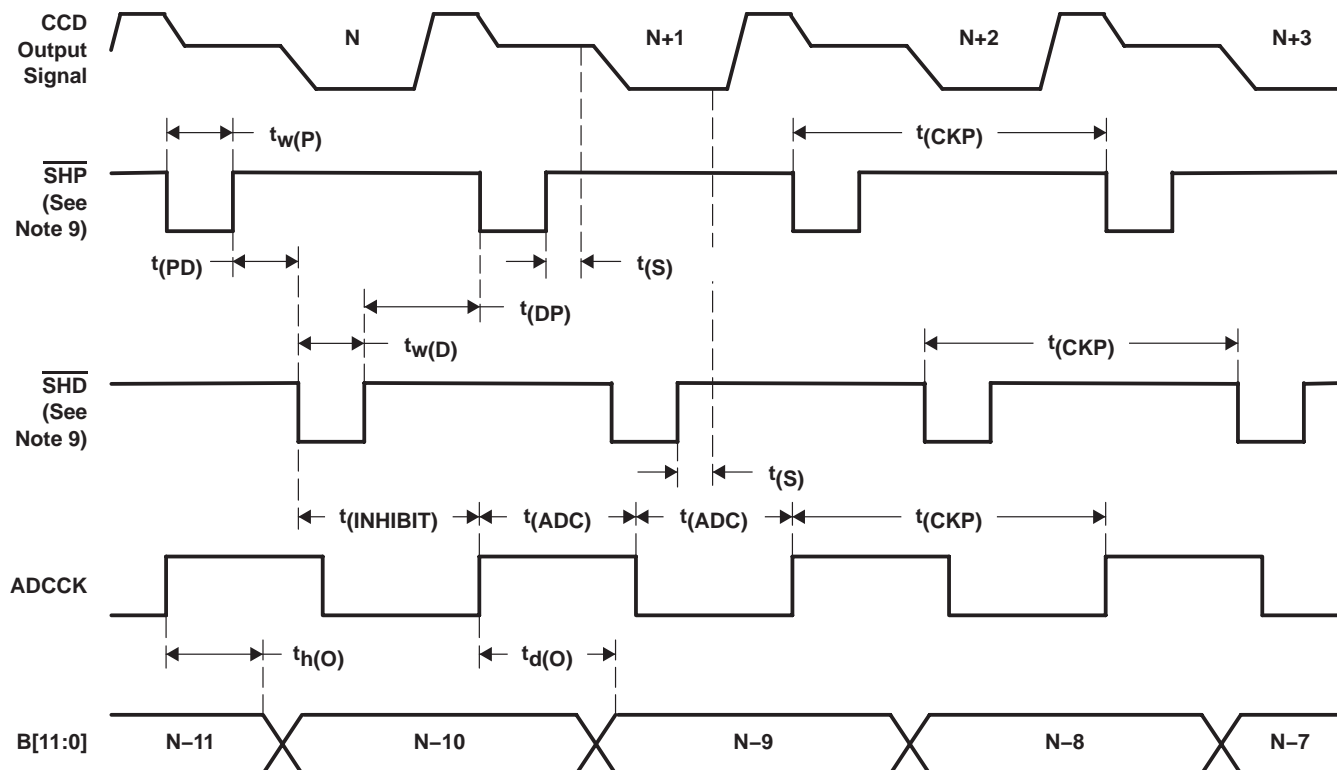 CCD
Output
Signal
N
N+1
N+2
N+3
tw(P)
t(CKP)
SHP
(See
Note 9)
t(PD)
t(S)
t(DP)
tw(D)
t(CKP)
SHD
(See
Note 9)
t(S)
t(INHIBIT)
t(ADC)
t(ADC)
t(CKP)
ADCCK
th(O)
td(O)
B[11:0]
N–11
N–10
N–9
N–8
N–7